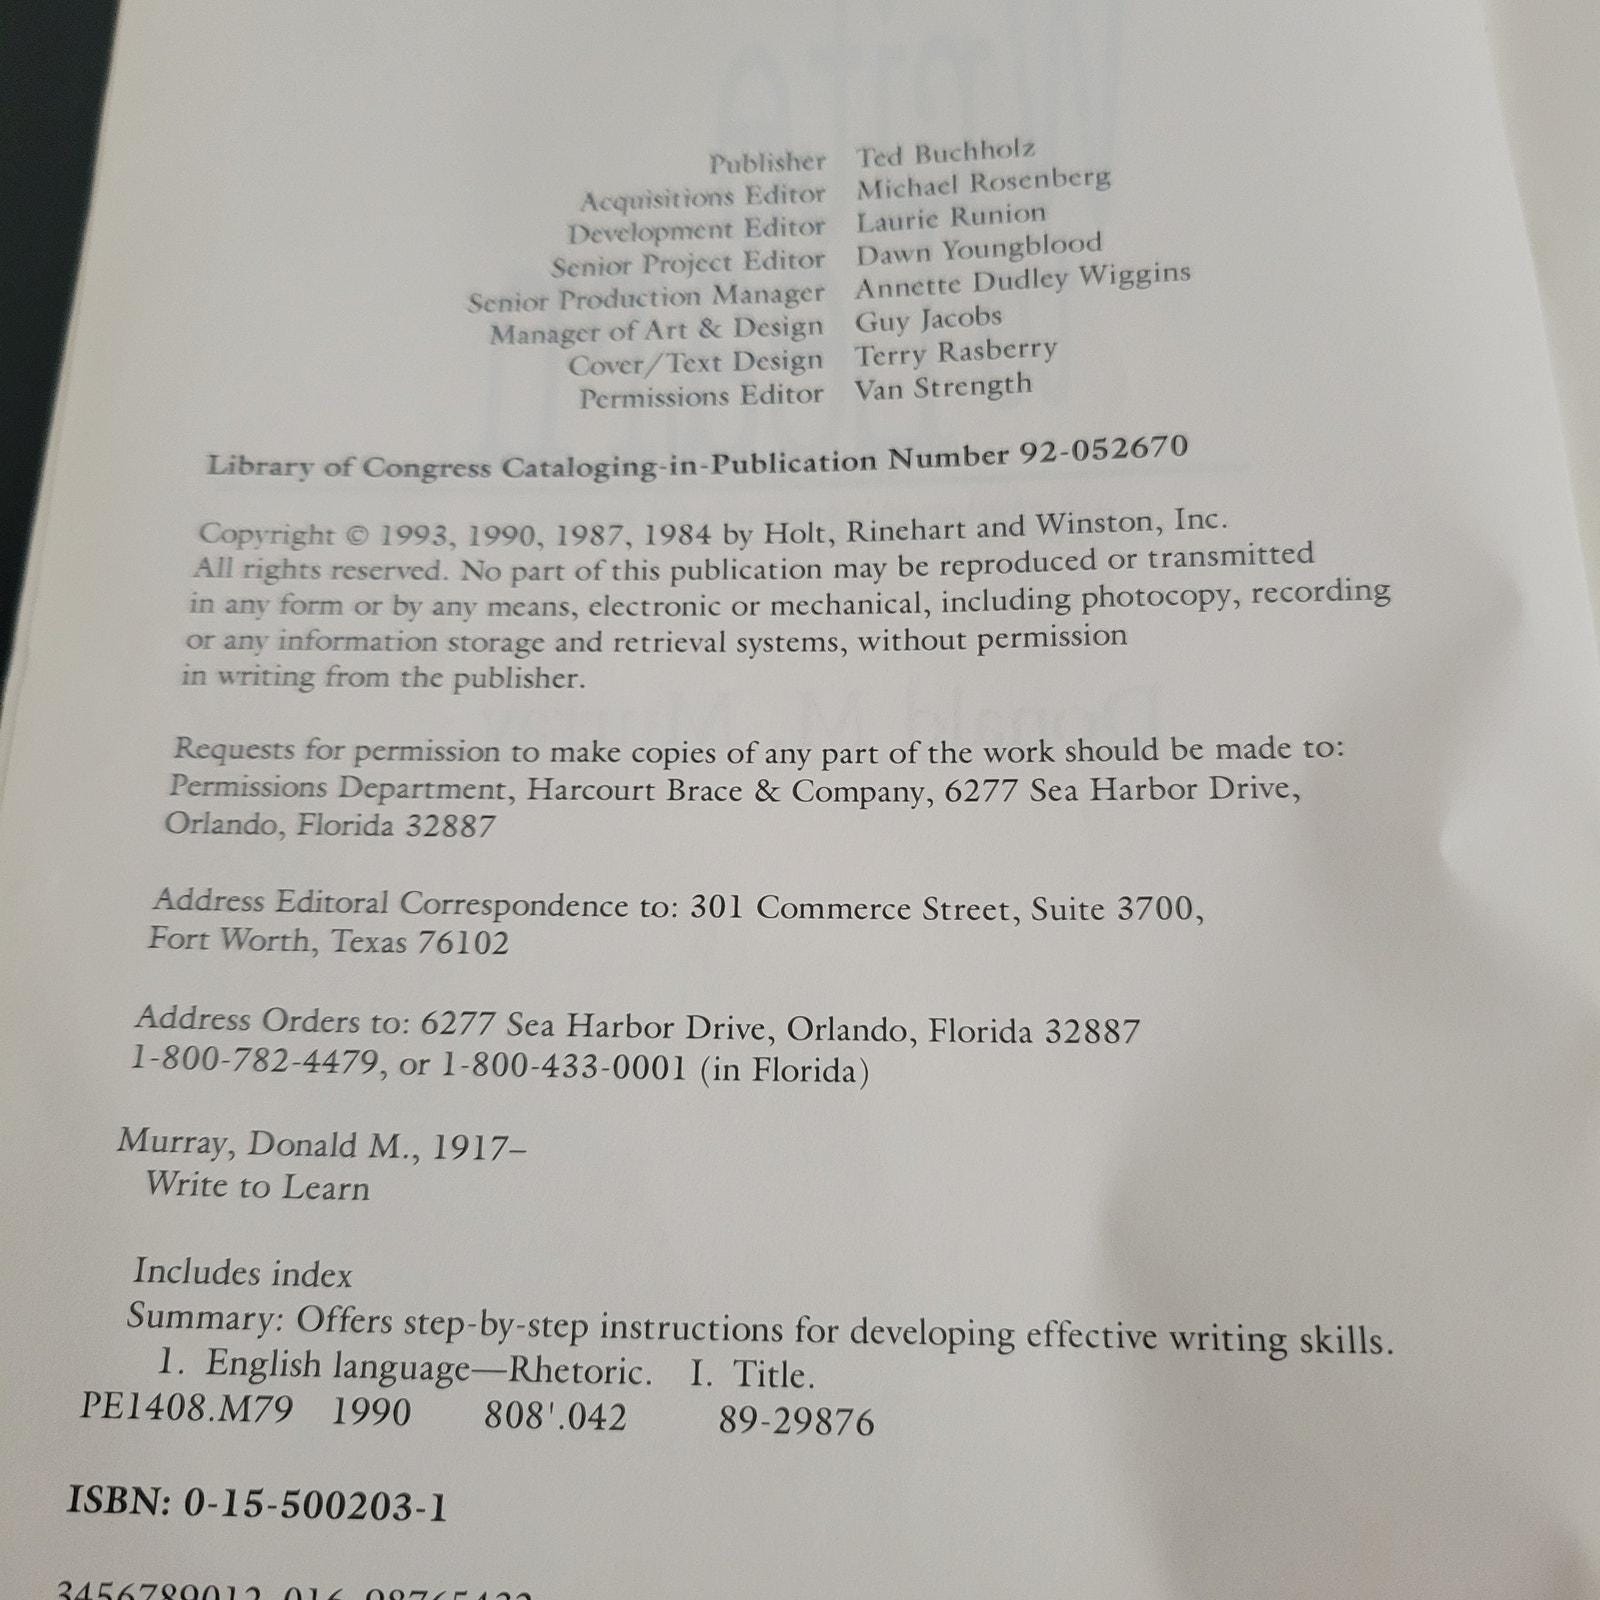 Publisher Ted Buchholz
Acquisitions Editor Michael Rosenberg
Development Editor Laurie Runion
Senior Project Editor Dawn Youngblood
Senior Production Manager Annette Dudley Wiggins
Manager of Art & Design Guy Jacobs
Cover/Text Design Terry Rasberry
Permissions Editor Van Strength
Library of Congress Cataloging-in-Publication Number 92-052670
Copyright © 1993, 1990, 1987, 1984 by Holt, Rinehart and Winston, Inc.
All rights reserved. No part of this publication may be reproduced or transmitted
in any form or by any means, electronic or mechanical, including photocopy, recording
or any information storage and retrieval systems, without permission
in writing from the publisher.
Requests for permission to make copies of any part of the work should be made to:
Permissions Department, Harcourt Brace & Company, 6277 Sea Harbor Drive,
Orlando, Florida 32887
Address Editoral Correspondence to: 301 Commerce Street, Suite 3700,
Fort Worth, Texas 76102
Address Orders to: 6277 Sea Harbor Drive, Orlando, Florida 32887
1-800-782-4479, or 1-800-433-0001 (in Florida)
Murray, Donald M., 1917–
Write to Learn
Includes index
Summary: Offers step-by-step instructions for developing effective writing skills.
1. English language—Rhetoric. I. Title.
PE1408.M79 1990 808'.042 89-29876
ISBN: 0-15-500203-1
3456789012 016 98765432